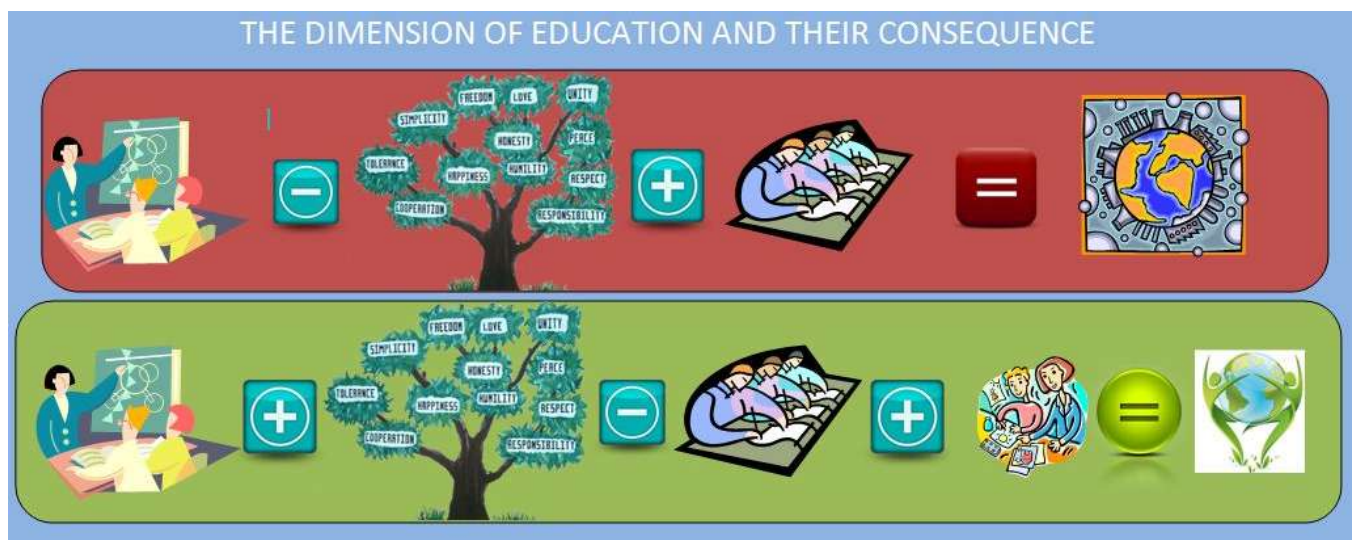 THE DIMENSION OF EDUCATION AND THEIR CONSEQUENCE
FREEDOM LOVE UNITY
SIMPLICITY
HONESTY PEACE
TOLERANCE
HAPPINESS HUMILITY
RESPECT
COOPERATION
RESPONSIBILITY
FREEDOM LOVE UNITY
SIMPLICITY
HONESTY PEACE
TOLERANCE
HAPPINESS HUMILITY
RESPECT
COOPERATION
RESPONSIBILITY